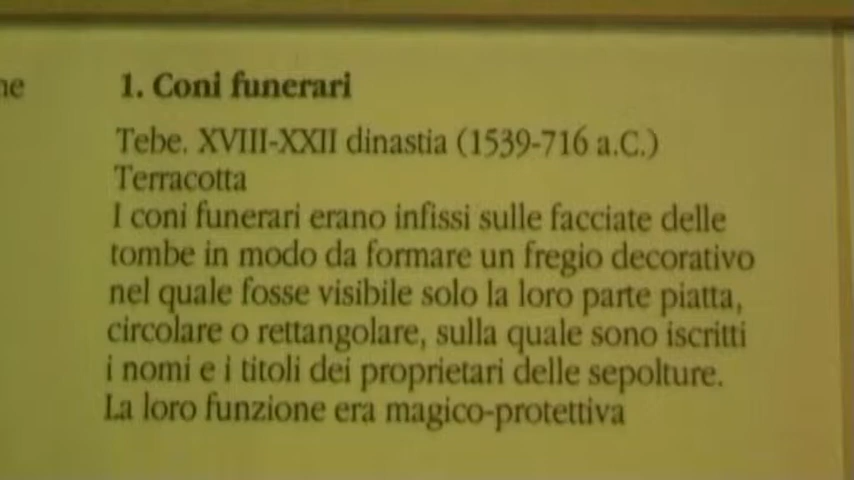 1. Coni funerari
Tebe. XVIII-XXII dinastia (1539-716 a.C.)
Terracotta
I coni funerari erano infissi sulle facciate delle
tombe in modo da formare un fregio decorativo
nel quale fosse visibile solo la loro parte piatta,
circolare o rettangolare, sulla quale sono iscritti
i nomi e i titoli dei proprietari delle sepolture.
La loro funzione era magico-protettiva